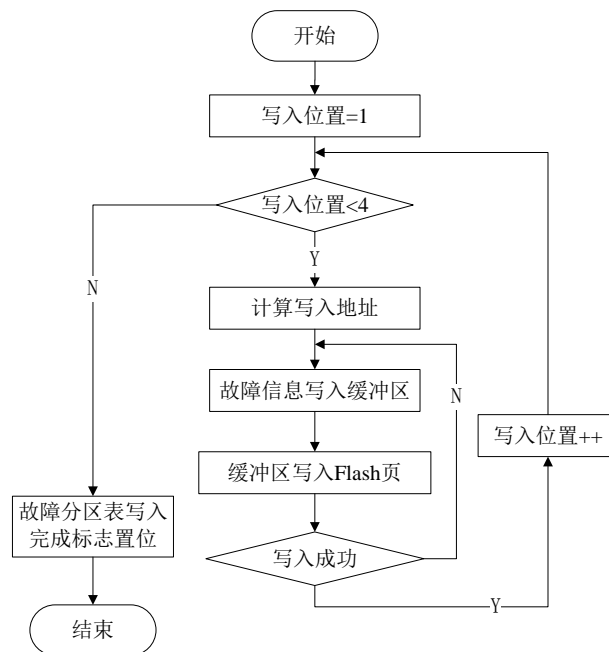 开始
写入位置=1
写入位置<4
N
Y
计算写入地址
故障信息写入缓冲区
N
写入位置++
缓冲区写入Flash页
故障分区表写入
完成标志置位
写入成功
Y
结束